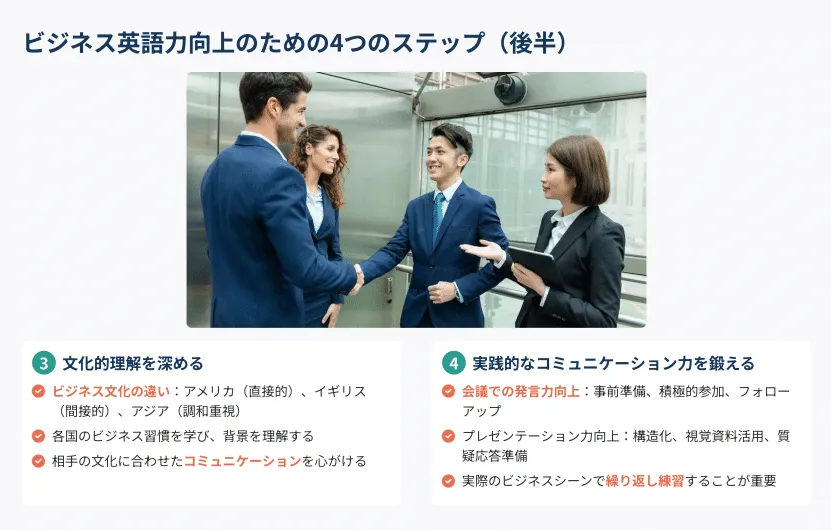 ビジネス英語力向上のための4つのステップ（後半）
3 文化的理解を深める
ビジネス文化の違い：アメリカ（直接的）、イギリス
（間接的）、アジア（調和重視）
各国のビジネス習慣を学び、背景を理解する
相手の文化に合わせたコミュニケーションを心がける
4 実践的なコミュニケーション力を鍛える
会議での発言力向上：事前準備、積極的参加、フォロー
アップ
プレゼンテーション力向上：構造化、視覚資料活用、質
疑応答準備
実際のビジネスシーンで繰り返し練習することが重要